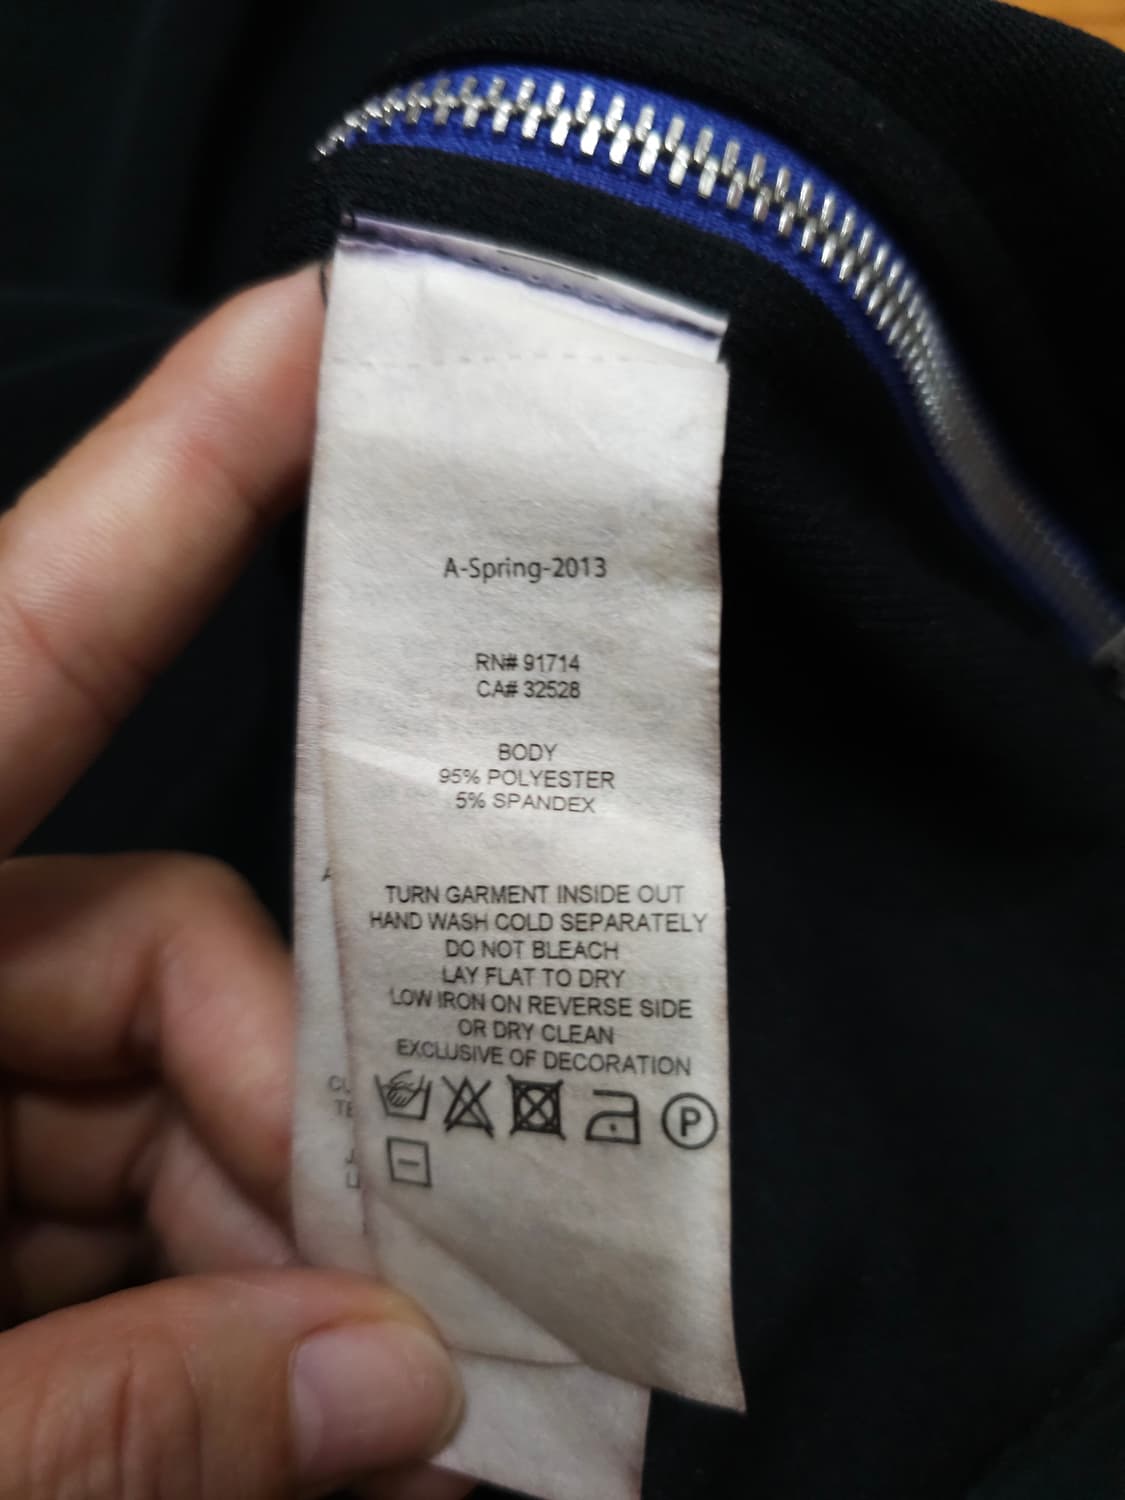 A-Spring-2013
RN# 91714
CA# 32528
BODY
95% POLYESTER
5% SPANDEX
TURN GARMENT INSIDE OUT
HAND WASH COLD SEPARATELY
DO NOT BLEACH
LAY FLAT TO DRY
LOW IRON ON REVERSE SIDE
OR DRY CLEAN
EXCLUSIVE OF DECORATION
P